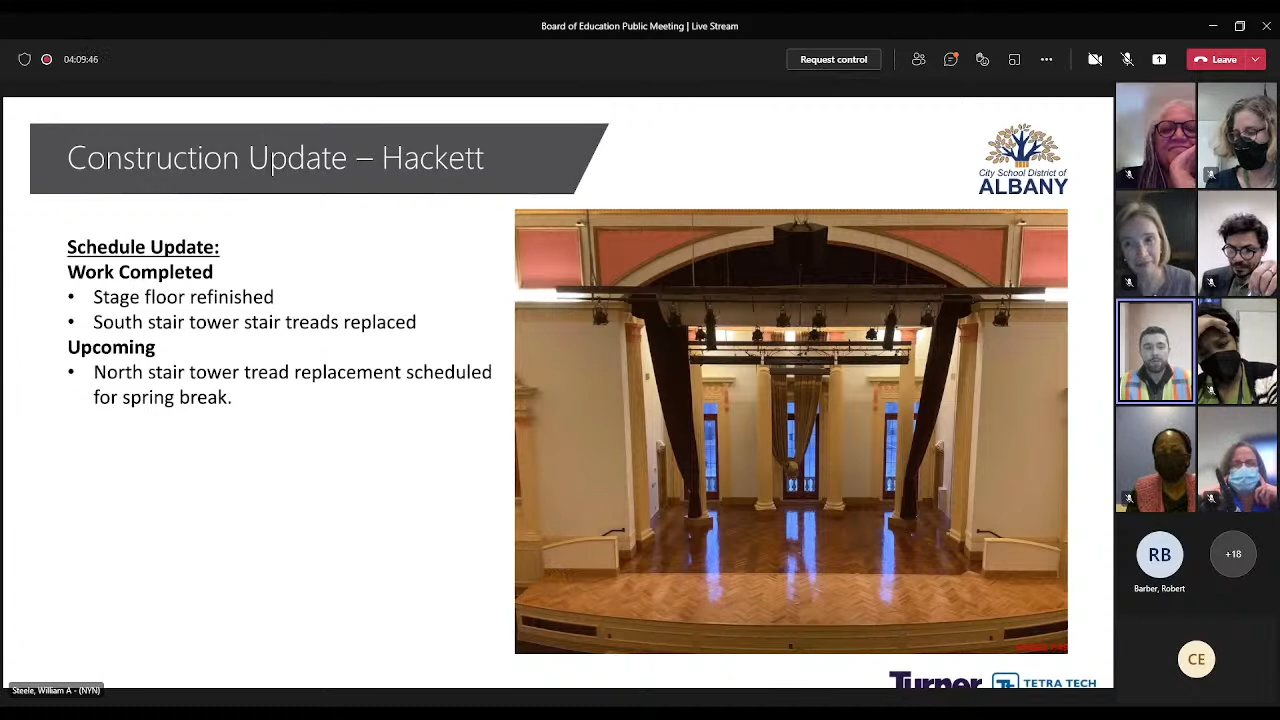 Board of Education Public Meeting | Live Stream
04:09:46
Request control
Leave
Construction Update – Hackett
City School District of
ALBANY
Schedule Update:
Work Completed
• Stage floor refinished
• South stair tower stair treads replaced
Upcoming
• North stair tower tread replacement scheduled
for spring break.
RB
+18
Barber, Robert
CE
Turner
TETRA TECH
Steele, William A - (NYN)